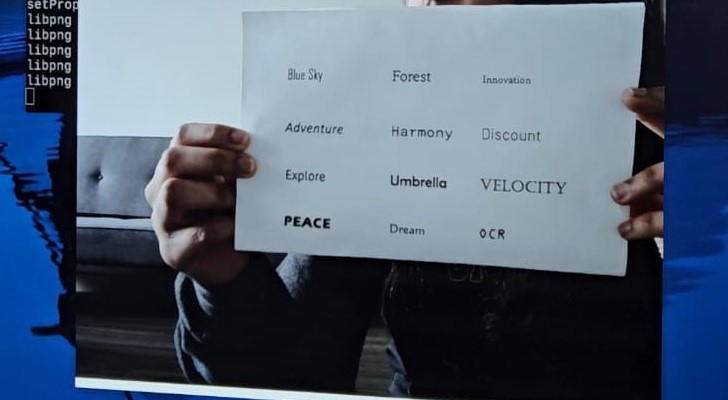 setProp
libpng
libpng
libpng
libpng
libpng
Blue Sky Forest Innovation
Adventure Harmony Discount
Explore Umbrella VELOCITY
PEACE Dream OCR